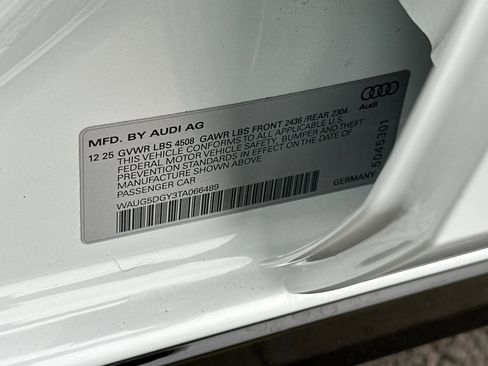 MFD. BY AUDI AG
Audi
12 25 GVWR LBS 4508 GAWR LBS FRONT 2436 /REAR 2304
THIS VEHICLE CONFORMS TO ALL APPLICABLE U.S.
FEDERAL MOTOR VEHICLE SAFETY, BUMPER AND THEFT
PREVENTION STANDARDS IN EFFECT ON THE DATE OF
MANUFACTURE SHOWN ABOVE
PASSENGER CAR
WAUG5DGY3TA066489
GERMANY